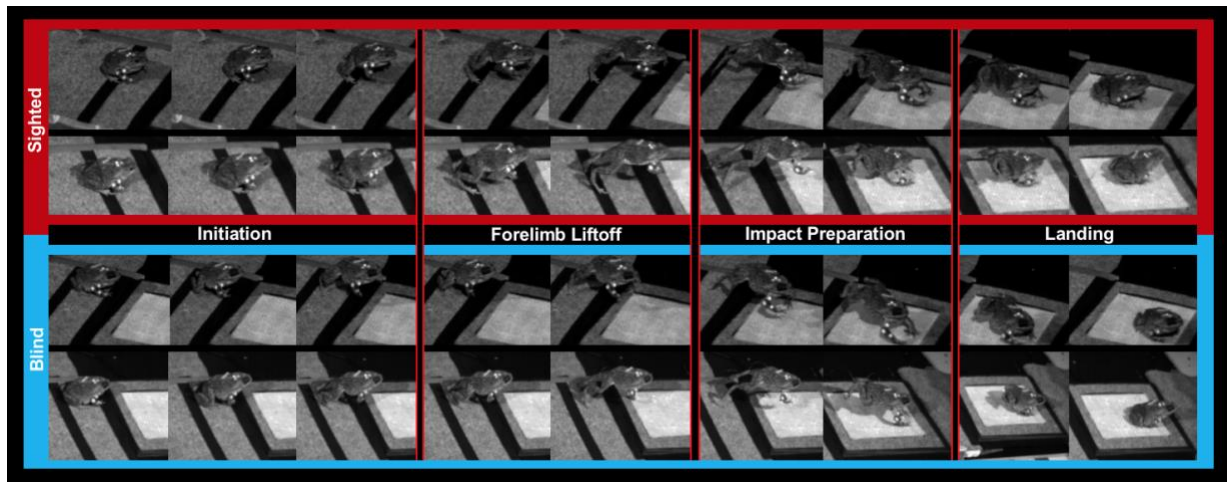 Sighted
Initiation
Forelimb Liftoff
Impact Preparation
Landing
Blind